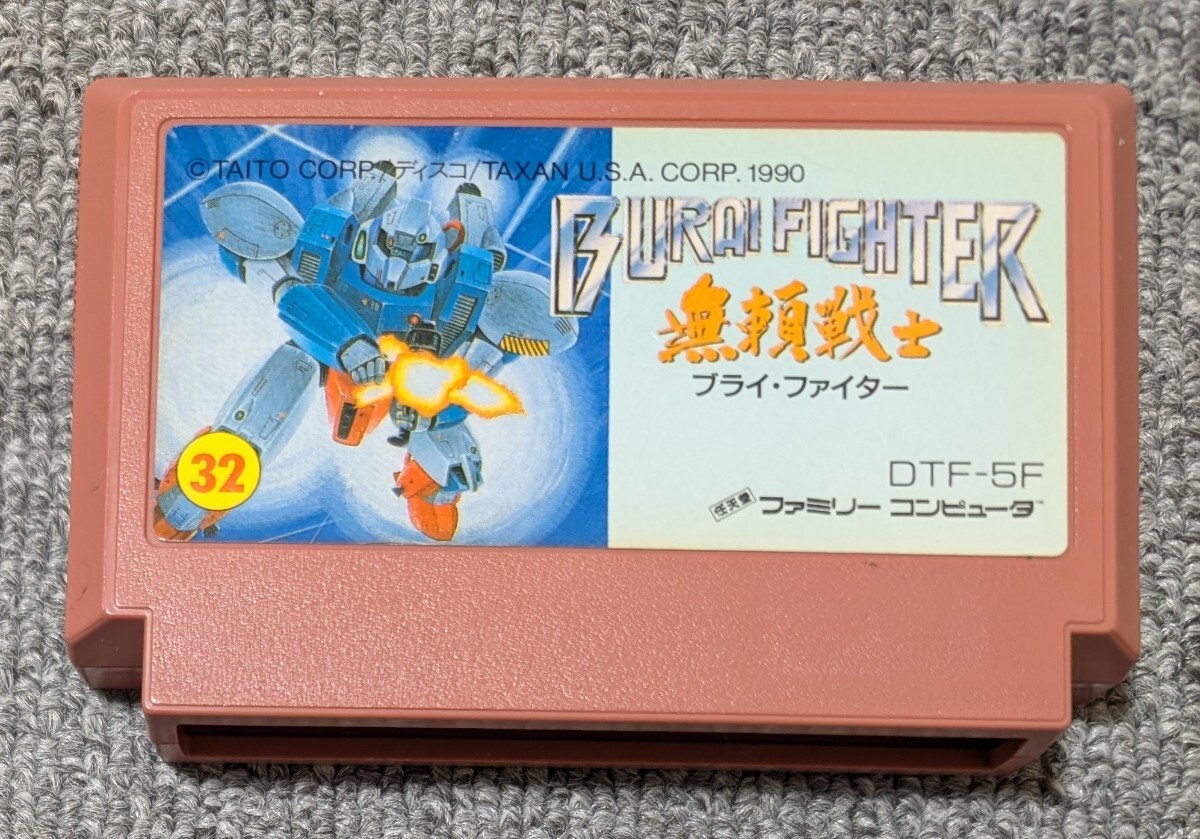 ©TAITO CORP./ディスコ/TAXAN U.S.A. CORP. 1990
BURAI FIGHTER
無頼戦士
ブライ・ファイター
32
DTF-5F
任天堂 ファミリー コンピュータ™